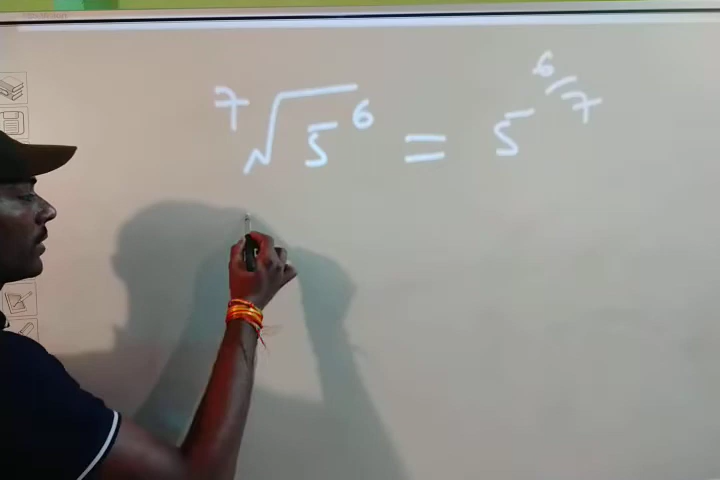 ⁷√5⁶ = 5^6/7